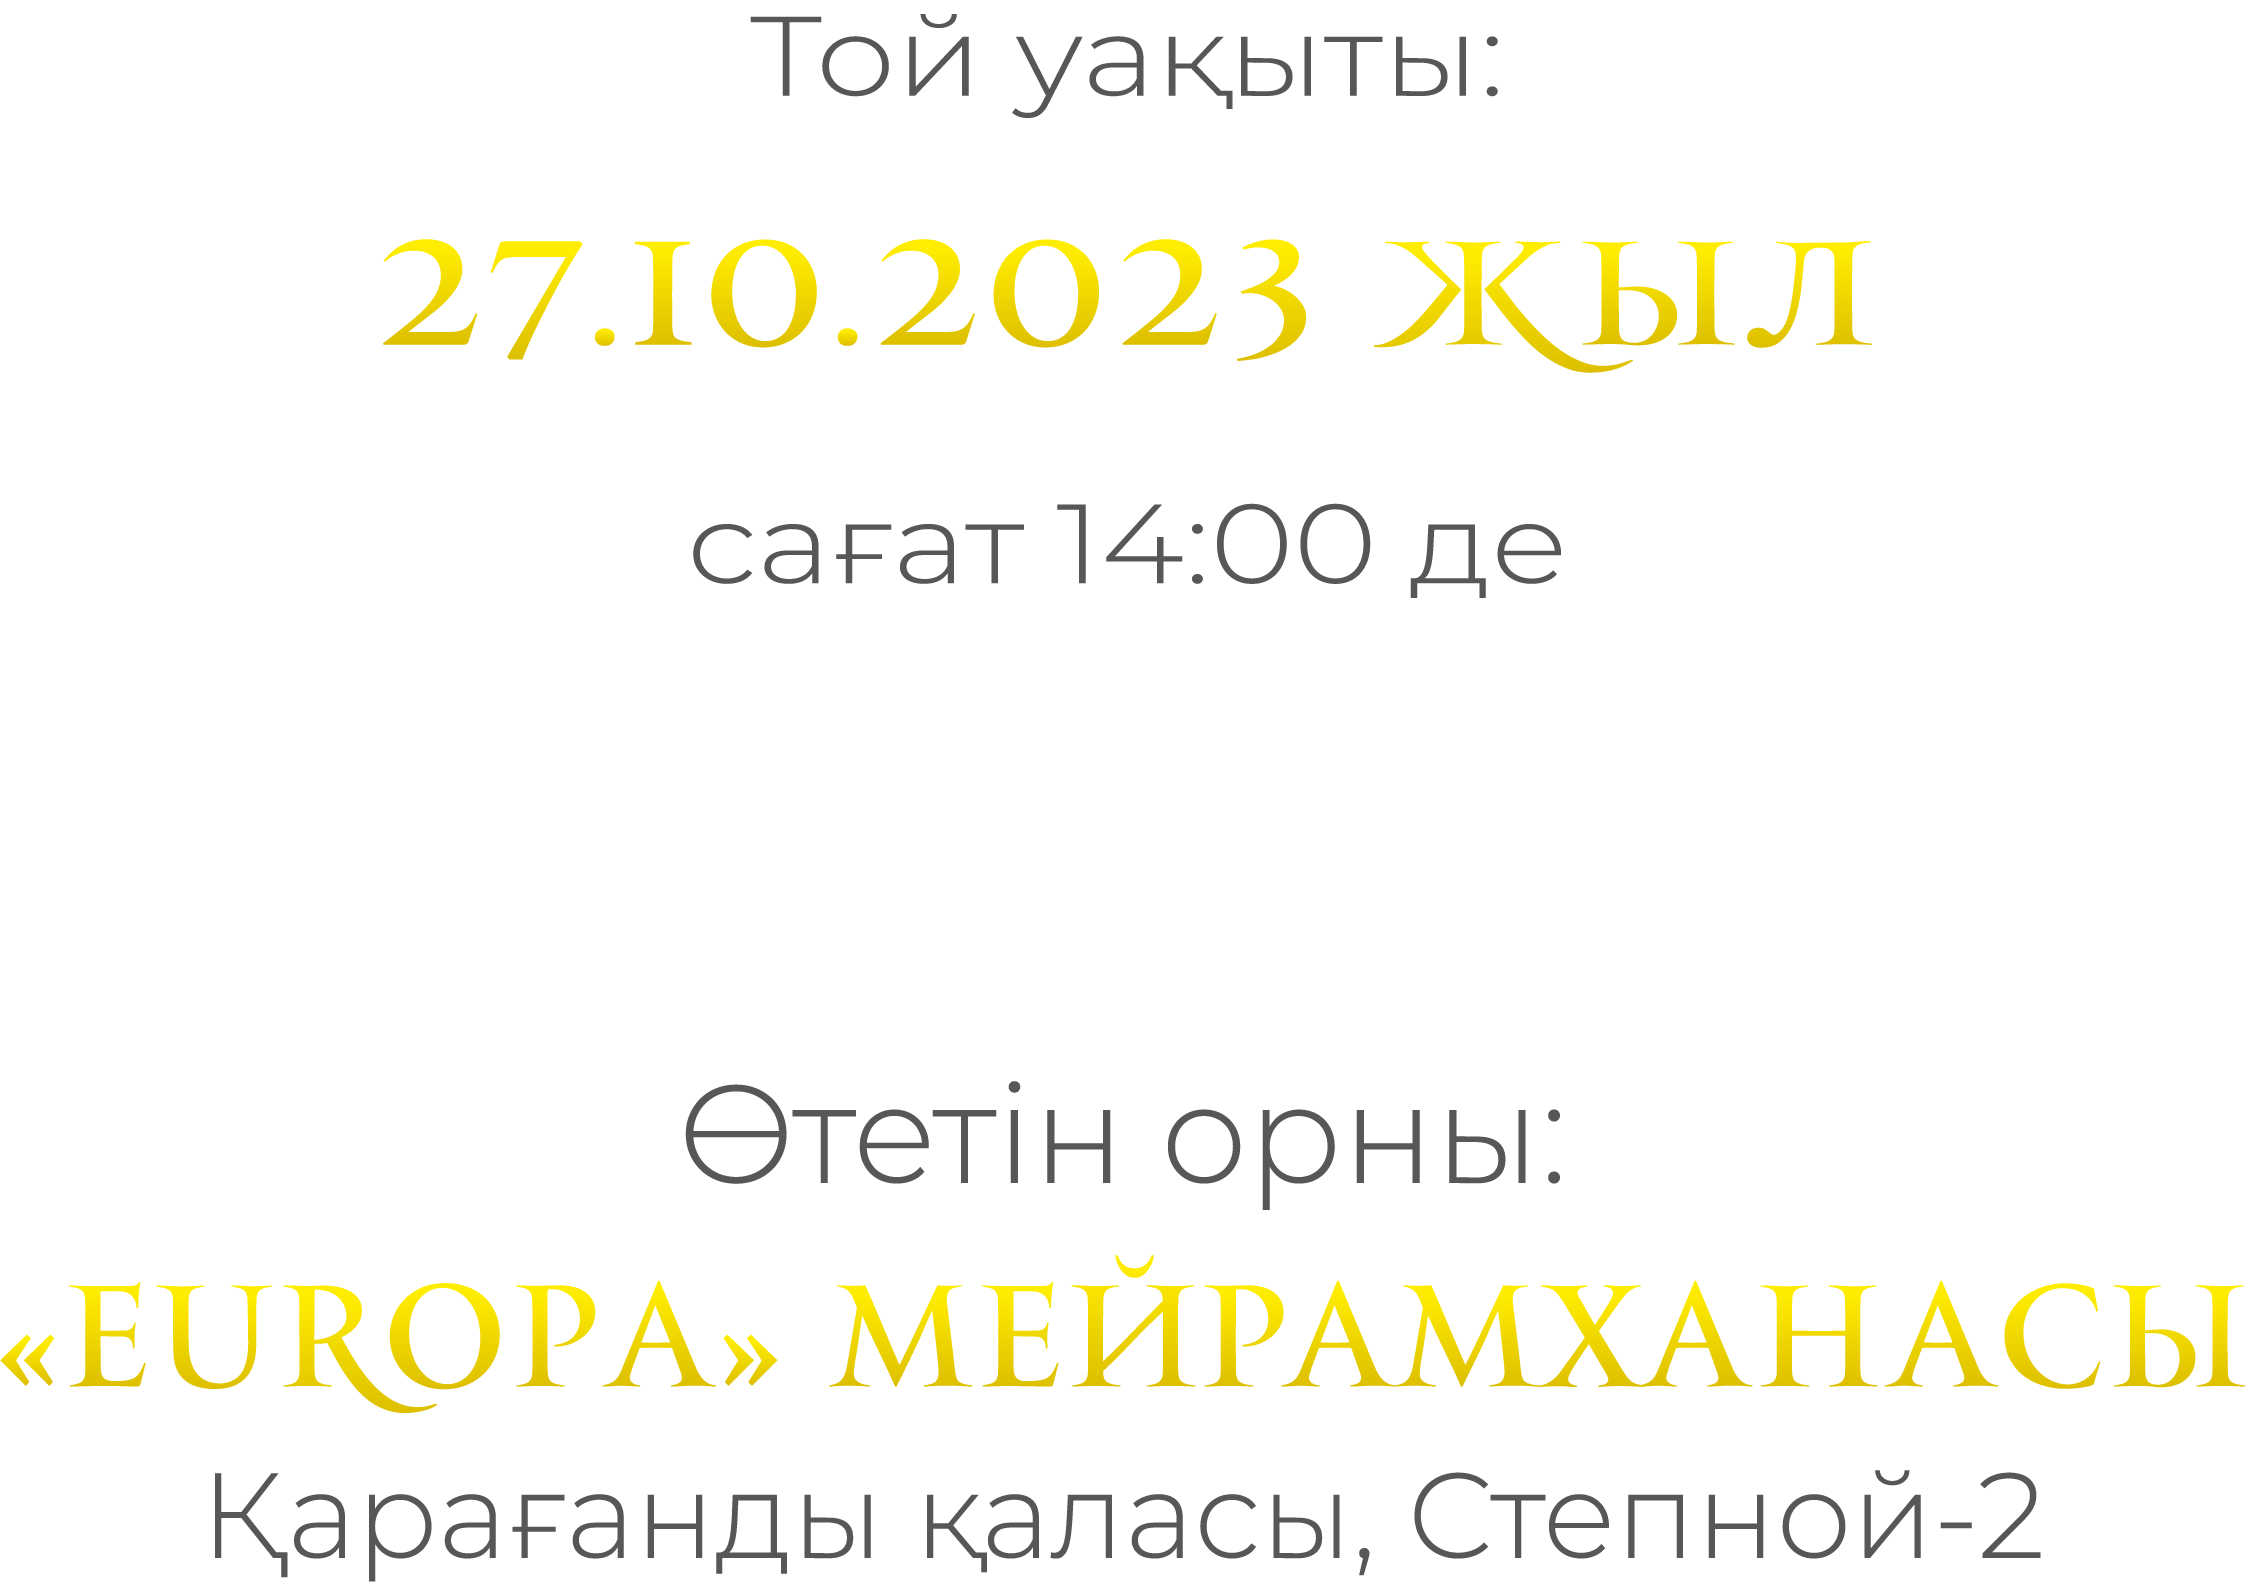 Той уақыты:
27.10.2023 жыл
сағат 14:00 де
Өтетін орны:
«EUROPA» МЕЙРАМХАНАСЫ
Қарағанды қаласы, Степной-2